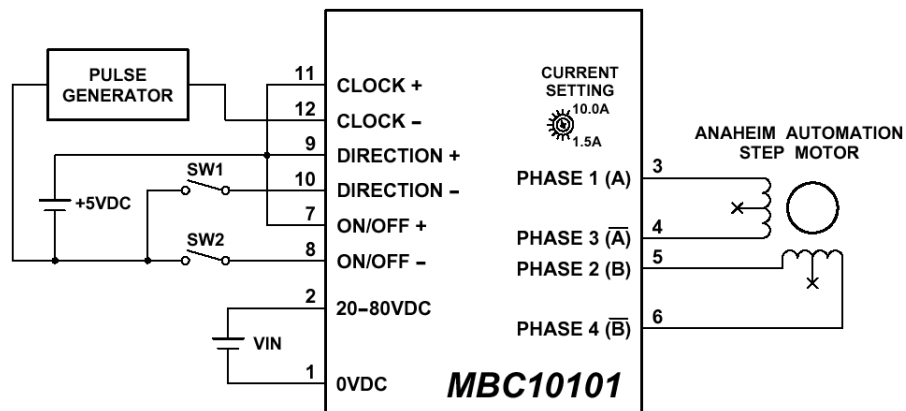 PULSE
GENERATOR
+5VDC
SW1
SW2
VIN
11
CLOCK +
12
CLOCK –
9
DIRECTION +
10
DIRECTION –
7
ON/OFF +
8
ON/OFF –
2
20–80VDC
1
0VDC
CURRENT
SETTING
10.0A
1.5A
PHASE 1 (A)
3
PHASE 3 (A̅)
4
PHASE 2 (B)
5
PHASE 4 (B̅)
6
MBC10101
ANAHEIM AUTOMATION
STEP MOTOR